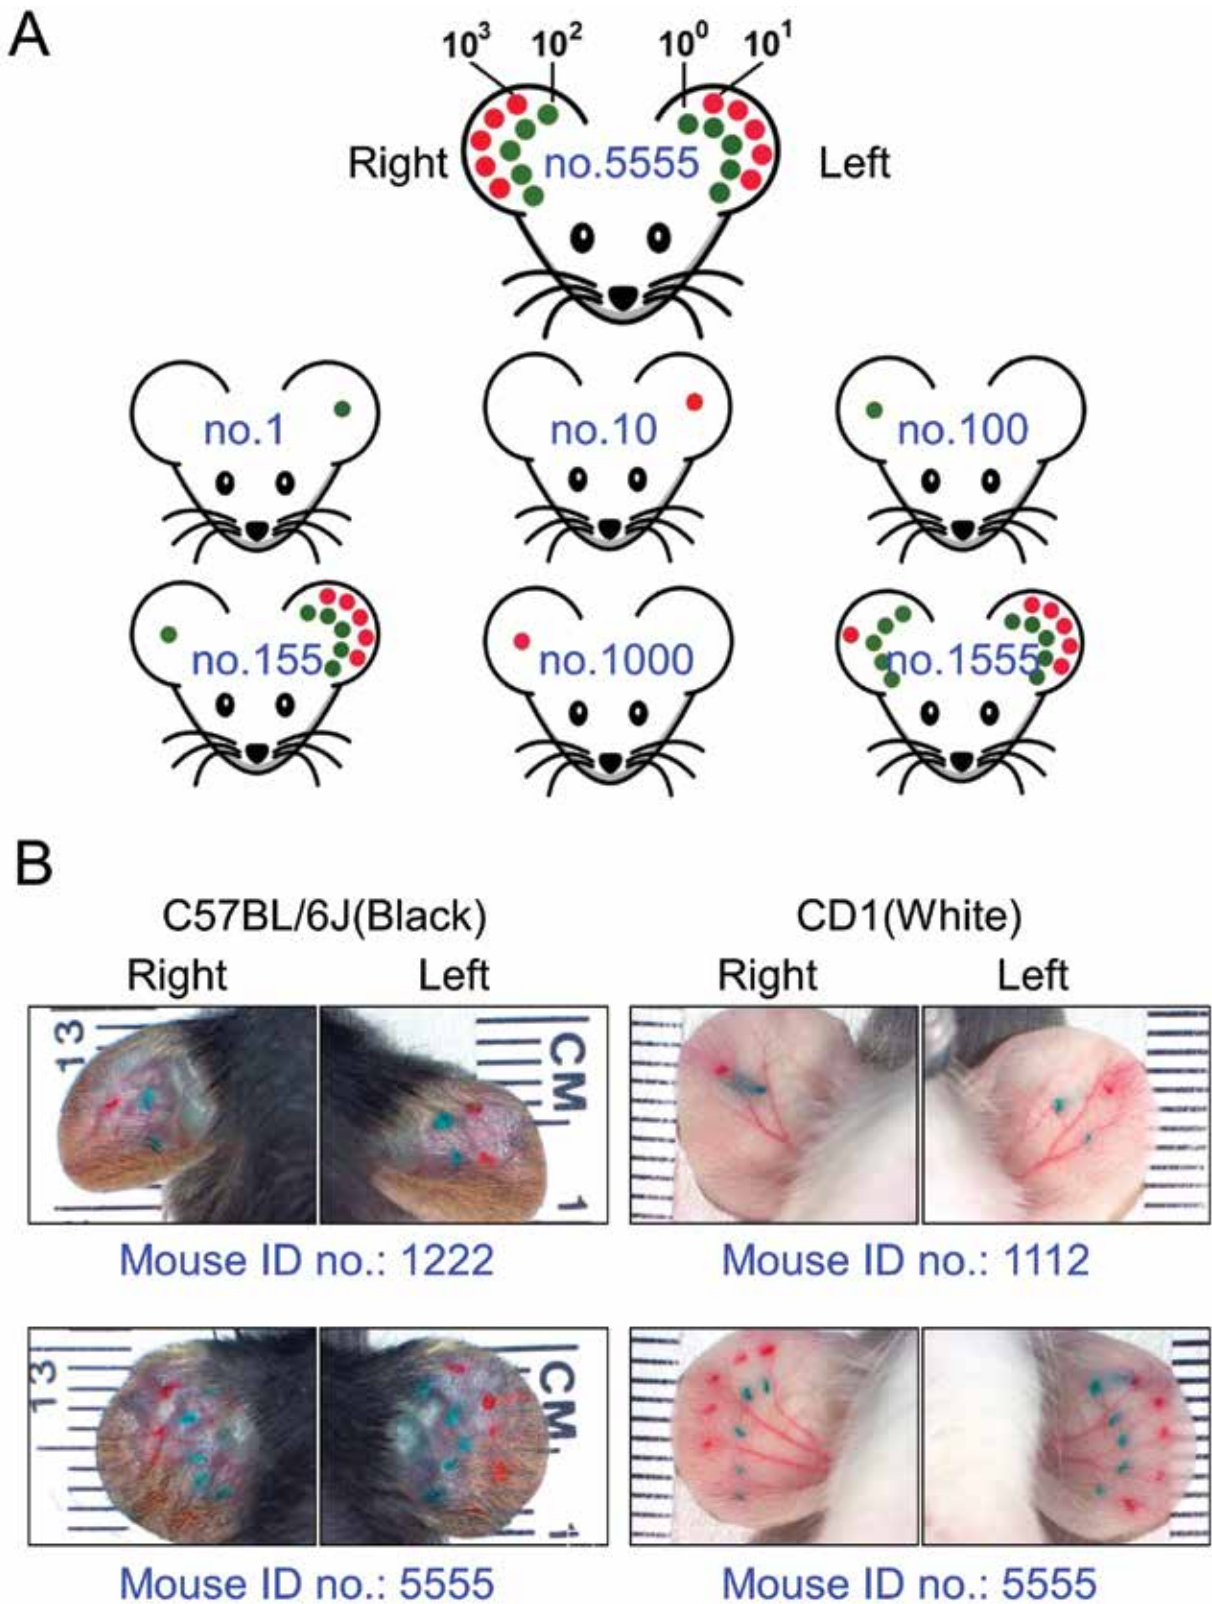 A
10³ 10² 10⁰ 10¹
Right no.5555 Left
no.1 no.10 no.100
no.155 no.1000 no.1555
B
C57BL/6J(Black) CD1(White)
Right Left Right Left
13 CM
1
Mouse ID no.: 1222 Mouse ID no.: 1112
13 CM
1
Mouse ID no.: 5555 Mouse ID no.: 5555